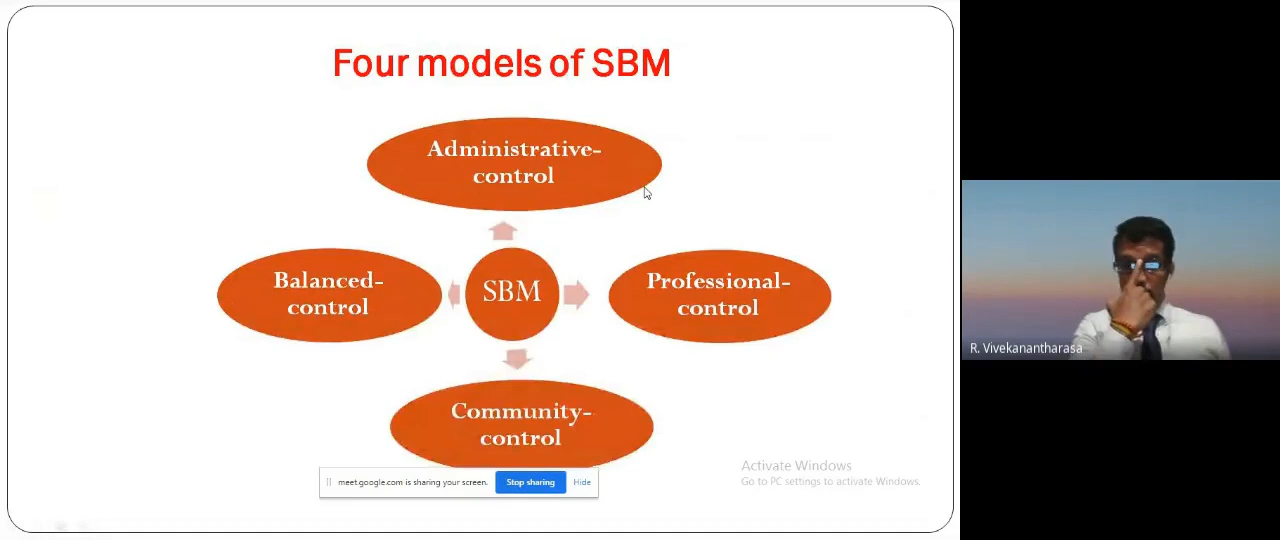 Four models of SBM
Administrative-
control
Balanced-
control
SBM
Professional-
control
Community-
control
meet.google.com is sharing your screen.
Stop sharing
Hide
Activate Windows
Go to PC settings to activate Windows.
R. Vivekanantharasa